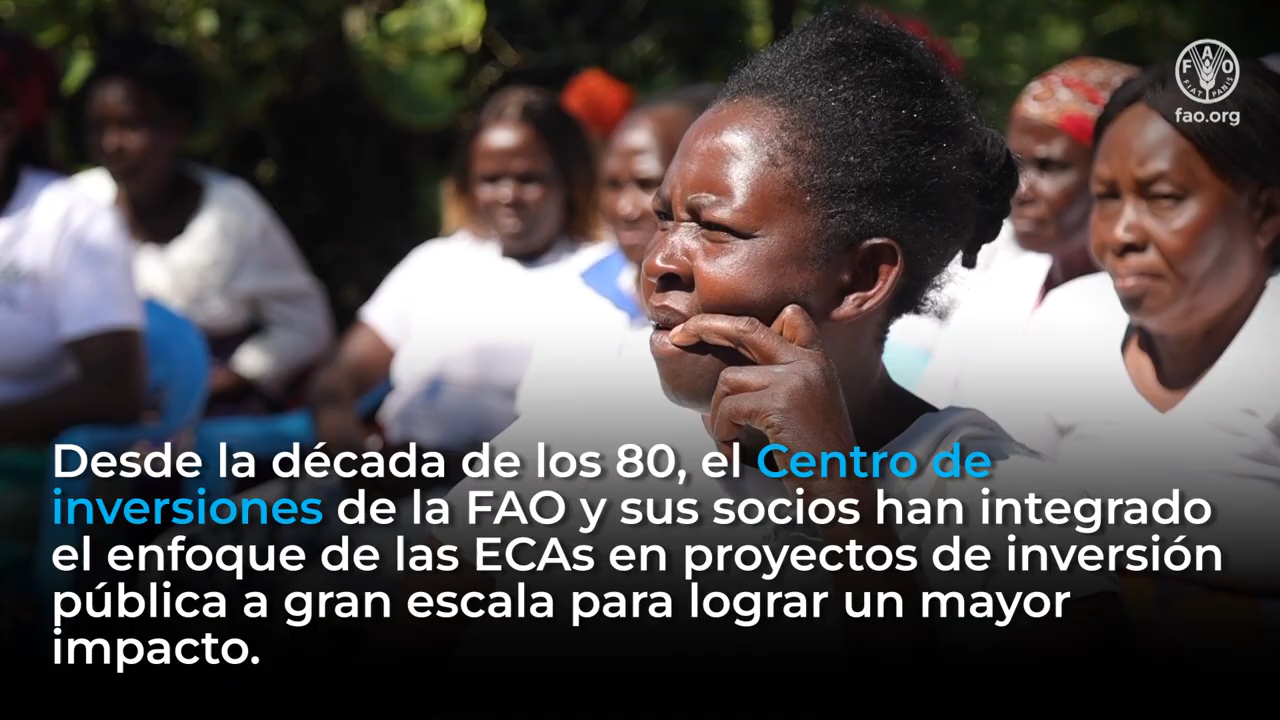 FAO
FIAT PANIS
fao.org
Desde la década de los 80, el Centro de
inversiones de la FAO y sus socios han integrado
el enfoque de las ECAs en proyectos de inversión
pública a gran escala para lograr un mayor
impacto.